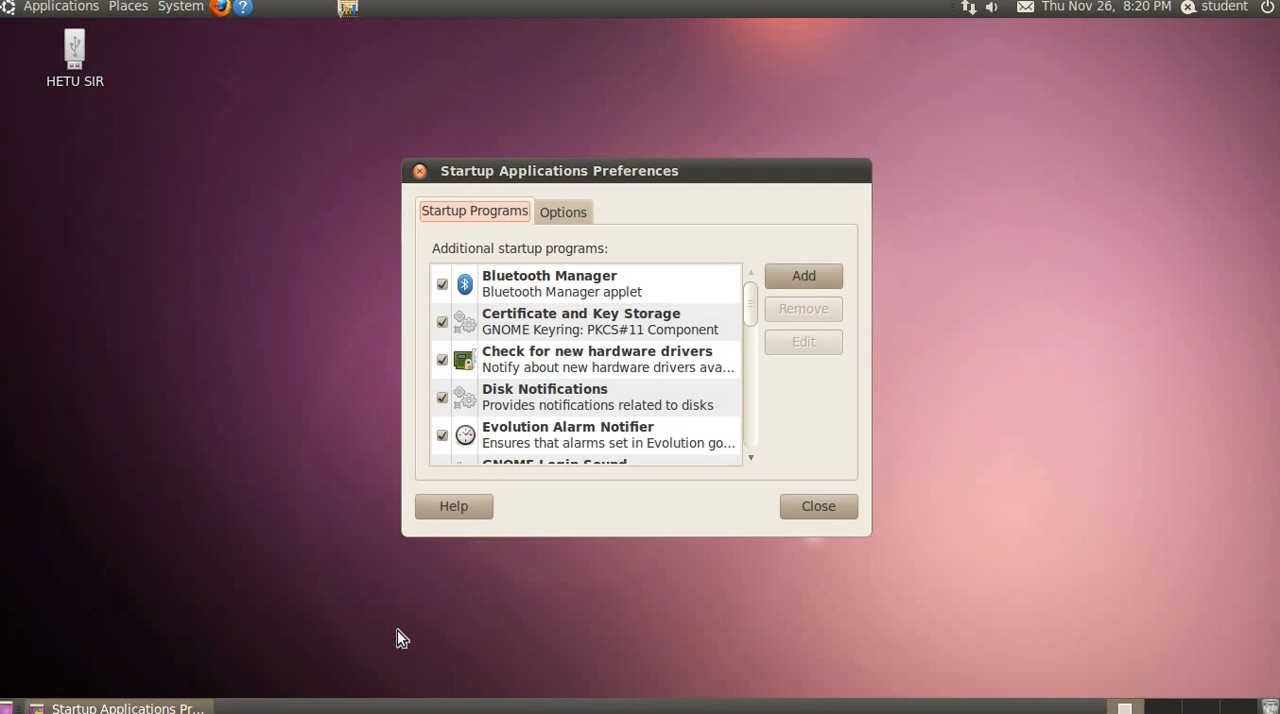 Applications Places System
Thu Nov 26, 8:20 PM student
HETU SIR
Startup Applications Preferences
Startup Programs Options
Additional startup programs:
Bluetooth Manager
Bluetooth Manager applet
Certificate and Key Storage
GNOME Keyring: PKCS#11 Component
Check for new hardware drivers
Notify about new hardware drivers ava...
Disk Notifications
Provides notifications related to disks
Evolution Alarm Notifier
Ensures that alarms set in Evolution go...
GNOME Login Sound
Add
Remove
Edit
Help Close
Startup Applications Pr...